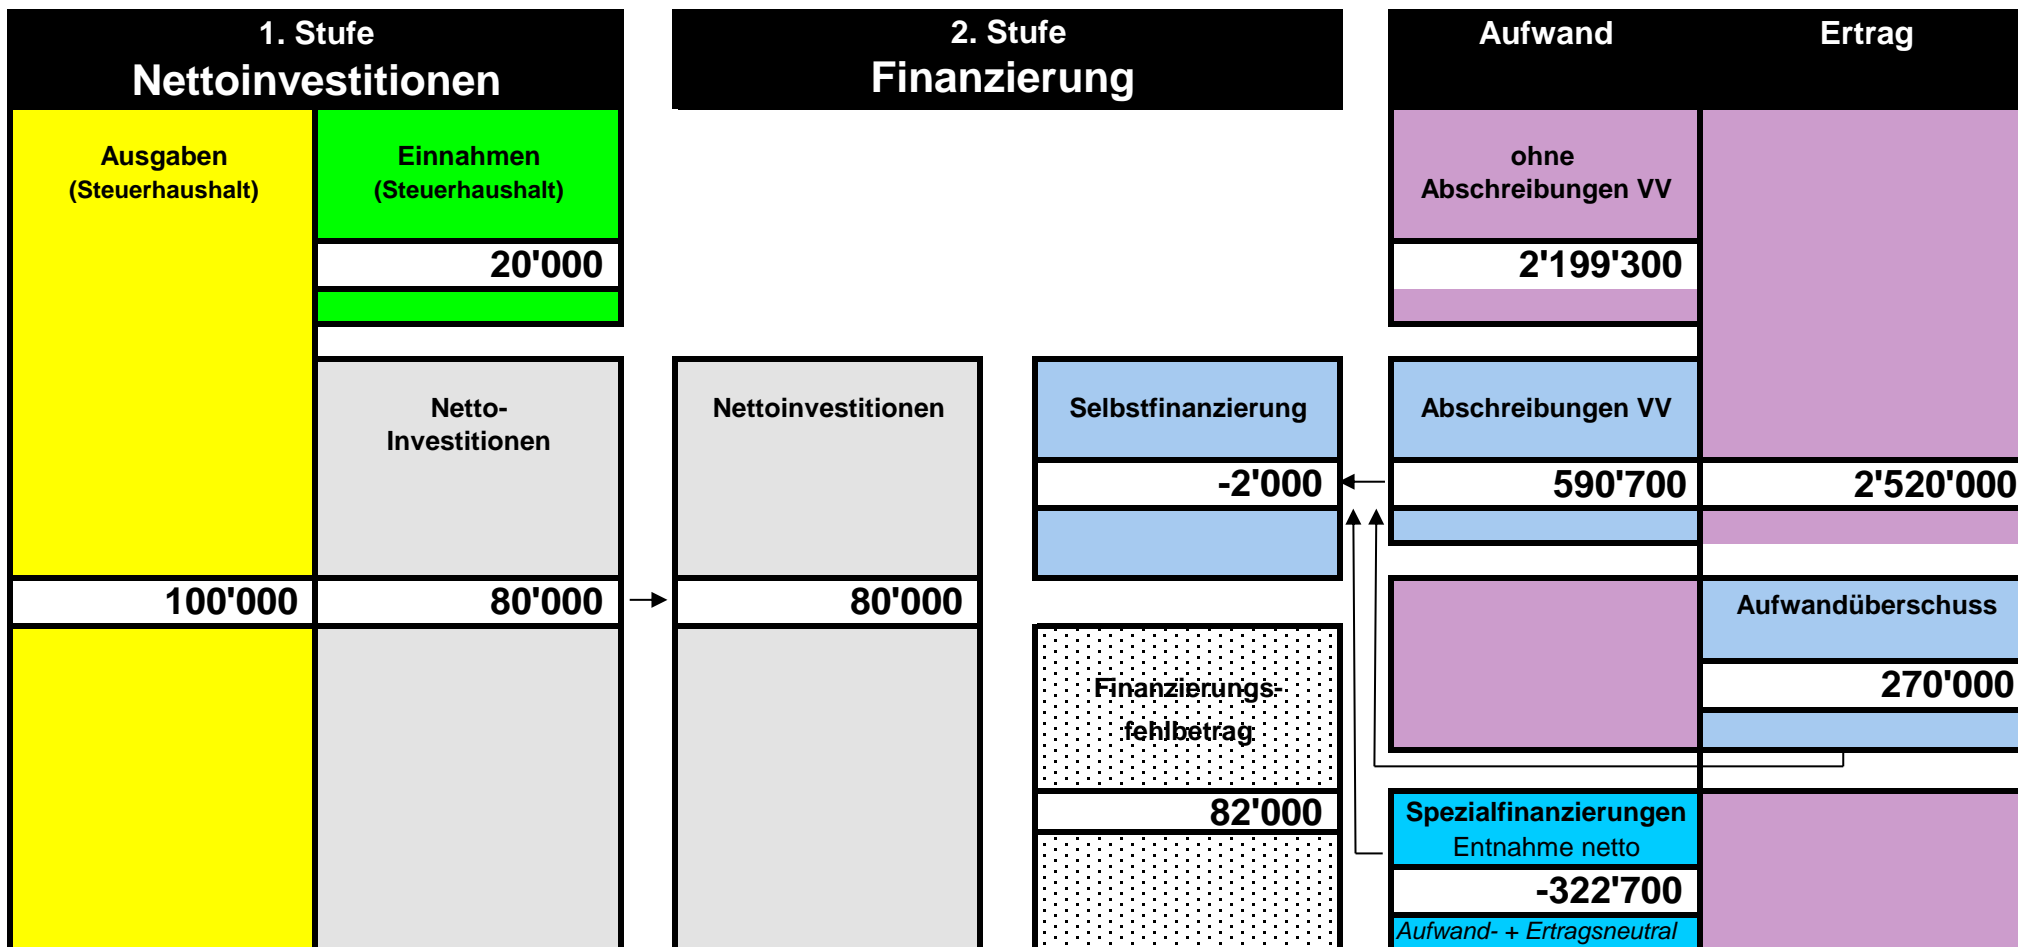 1. Stufe
Nettoinvestitionen
2. Stufe
Finanzierung
Aufwand
Ertrag
Ausgaben
(Steuerhaushalt)
Einnahmen
(Steuerhaushalt)
ohne
Abschreibungen VV
20'000
2'199'300
Netto-
Investitionen
Nettoinvestitionen
Selbstfinanzierung
Abschreibungen VV
-2'000
590'700
2'520'000
100'000
80'000
80'000
Aufwandüberschuss
270'000
Finanzierungs-
fehlbetrag
82'000
Spezialfinanzierungen
Entnahme netto
-322'700
Aufwand- + Ertragsneutral